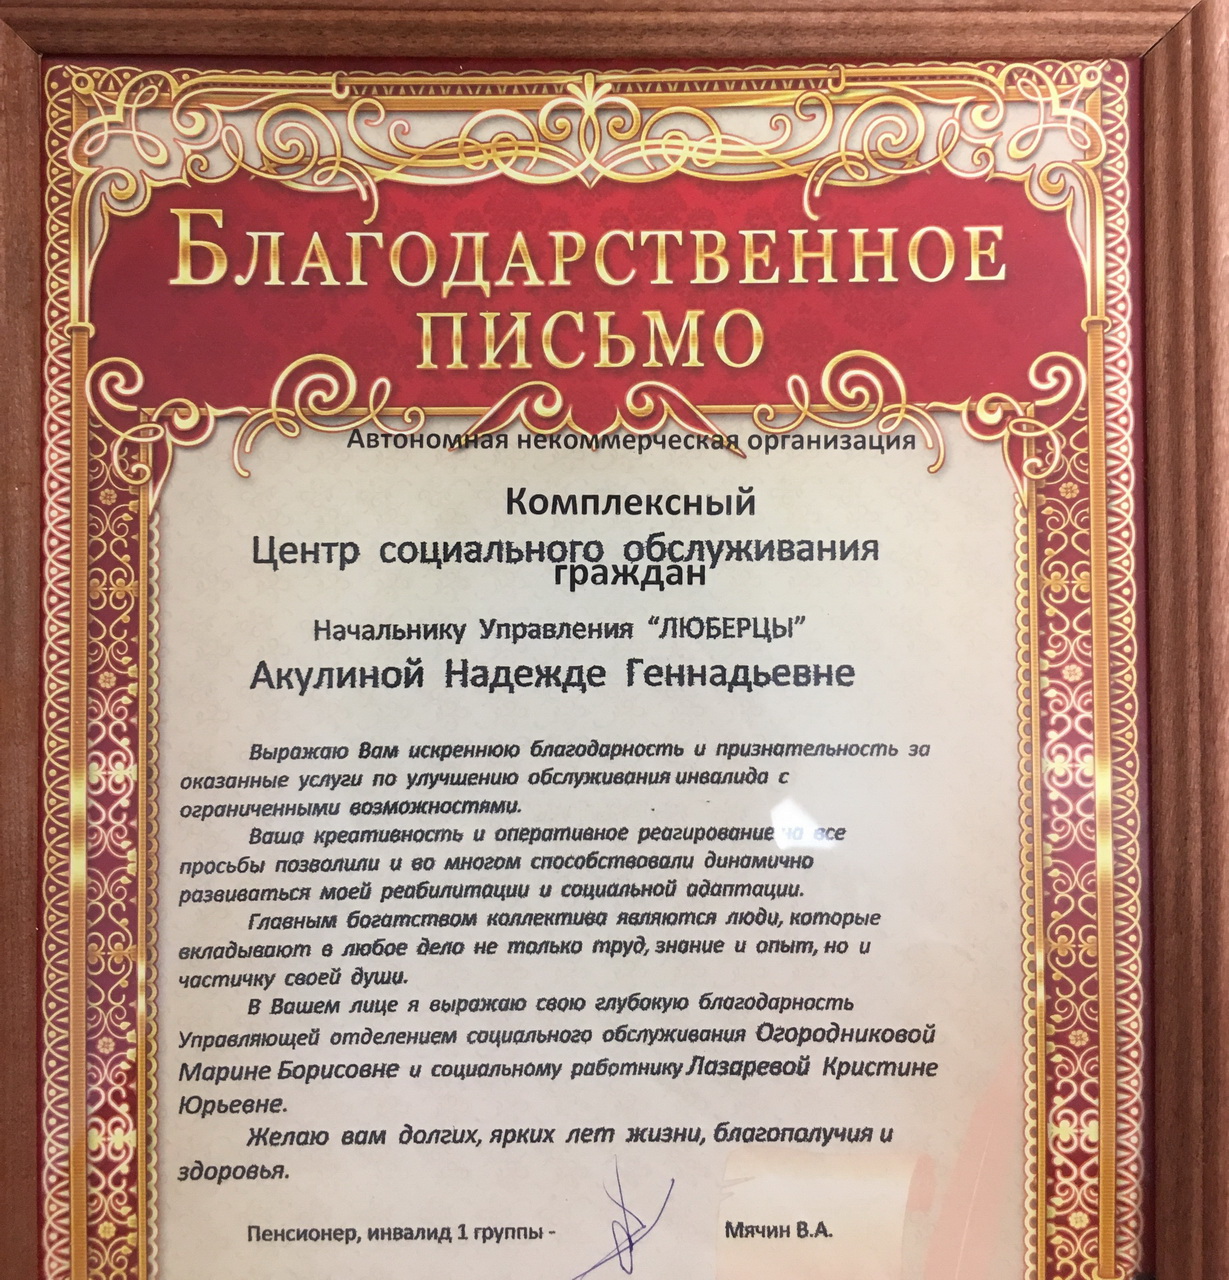 БЛАГОДАРСТВЕННОЕ
ПИСЬМО
Автономная некоммерческая организация
Комплексный
Центр социального обслуживания
граждан
Начальнику Управления “ЛЮБЕРЦЫ”
Акулиной Надежде Геннадьевне
Выражаю Вам искреннюю благодарность и признательность за
оказанные услуги по улучшению обслуживания инвалида с
ограниченными возможностями.
Ваша креативность и оперативное реагирование на все
просьбы позволили и во многом способствовали динамично
развиваться моей реабилитации и социальной адаптации.
Главным богатством коллектива являются люди, которые
вкладывают в любое дело не только труд, знание и опыт, но и
частичку своей души.
В Вашем лице я выражаю свою глубокую благодарность
Управляющей отделением социального обслуживания Огородниковой
Марине Борисовне и социальному работнику Лазаревой Кристине
Юрьевне.
Желаю вам долгих, ярких лет жизни, благополучия и
здоровья.
Пенсионер, инвалид 1 группы - Мячин В.А.